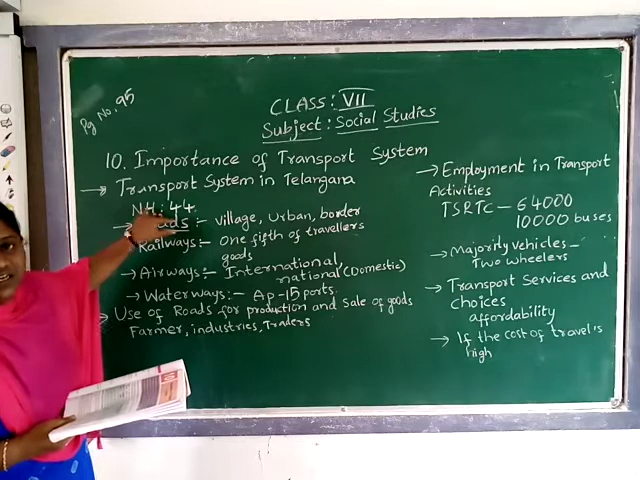 Pg No. 95
CLASS: VII
Subject: Social Studies
10. Importance of Transport System
→ Transport System in Telangana
NH: 44
→ ads :- village, Urban, border
Railways:- One fifth of travellers
goods
→ Airways:- International
national (Domestic)
→ Waterways:- Ap-15 ports.
→ Use of Roads for production and Sale of goods
Farmer, industries, Traders
→ Employment in Transport
Activities
TSRTC - 64000
10000 buses
→ Majority vehicles -
Two wheelers
→ Transport Services and
choices
affordability
→ If the cost of travel is
high